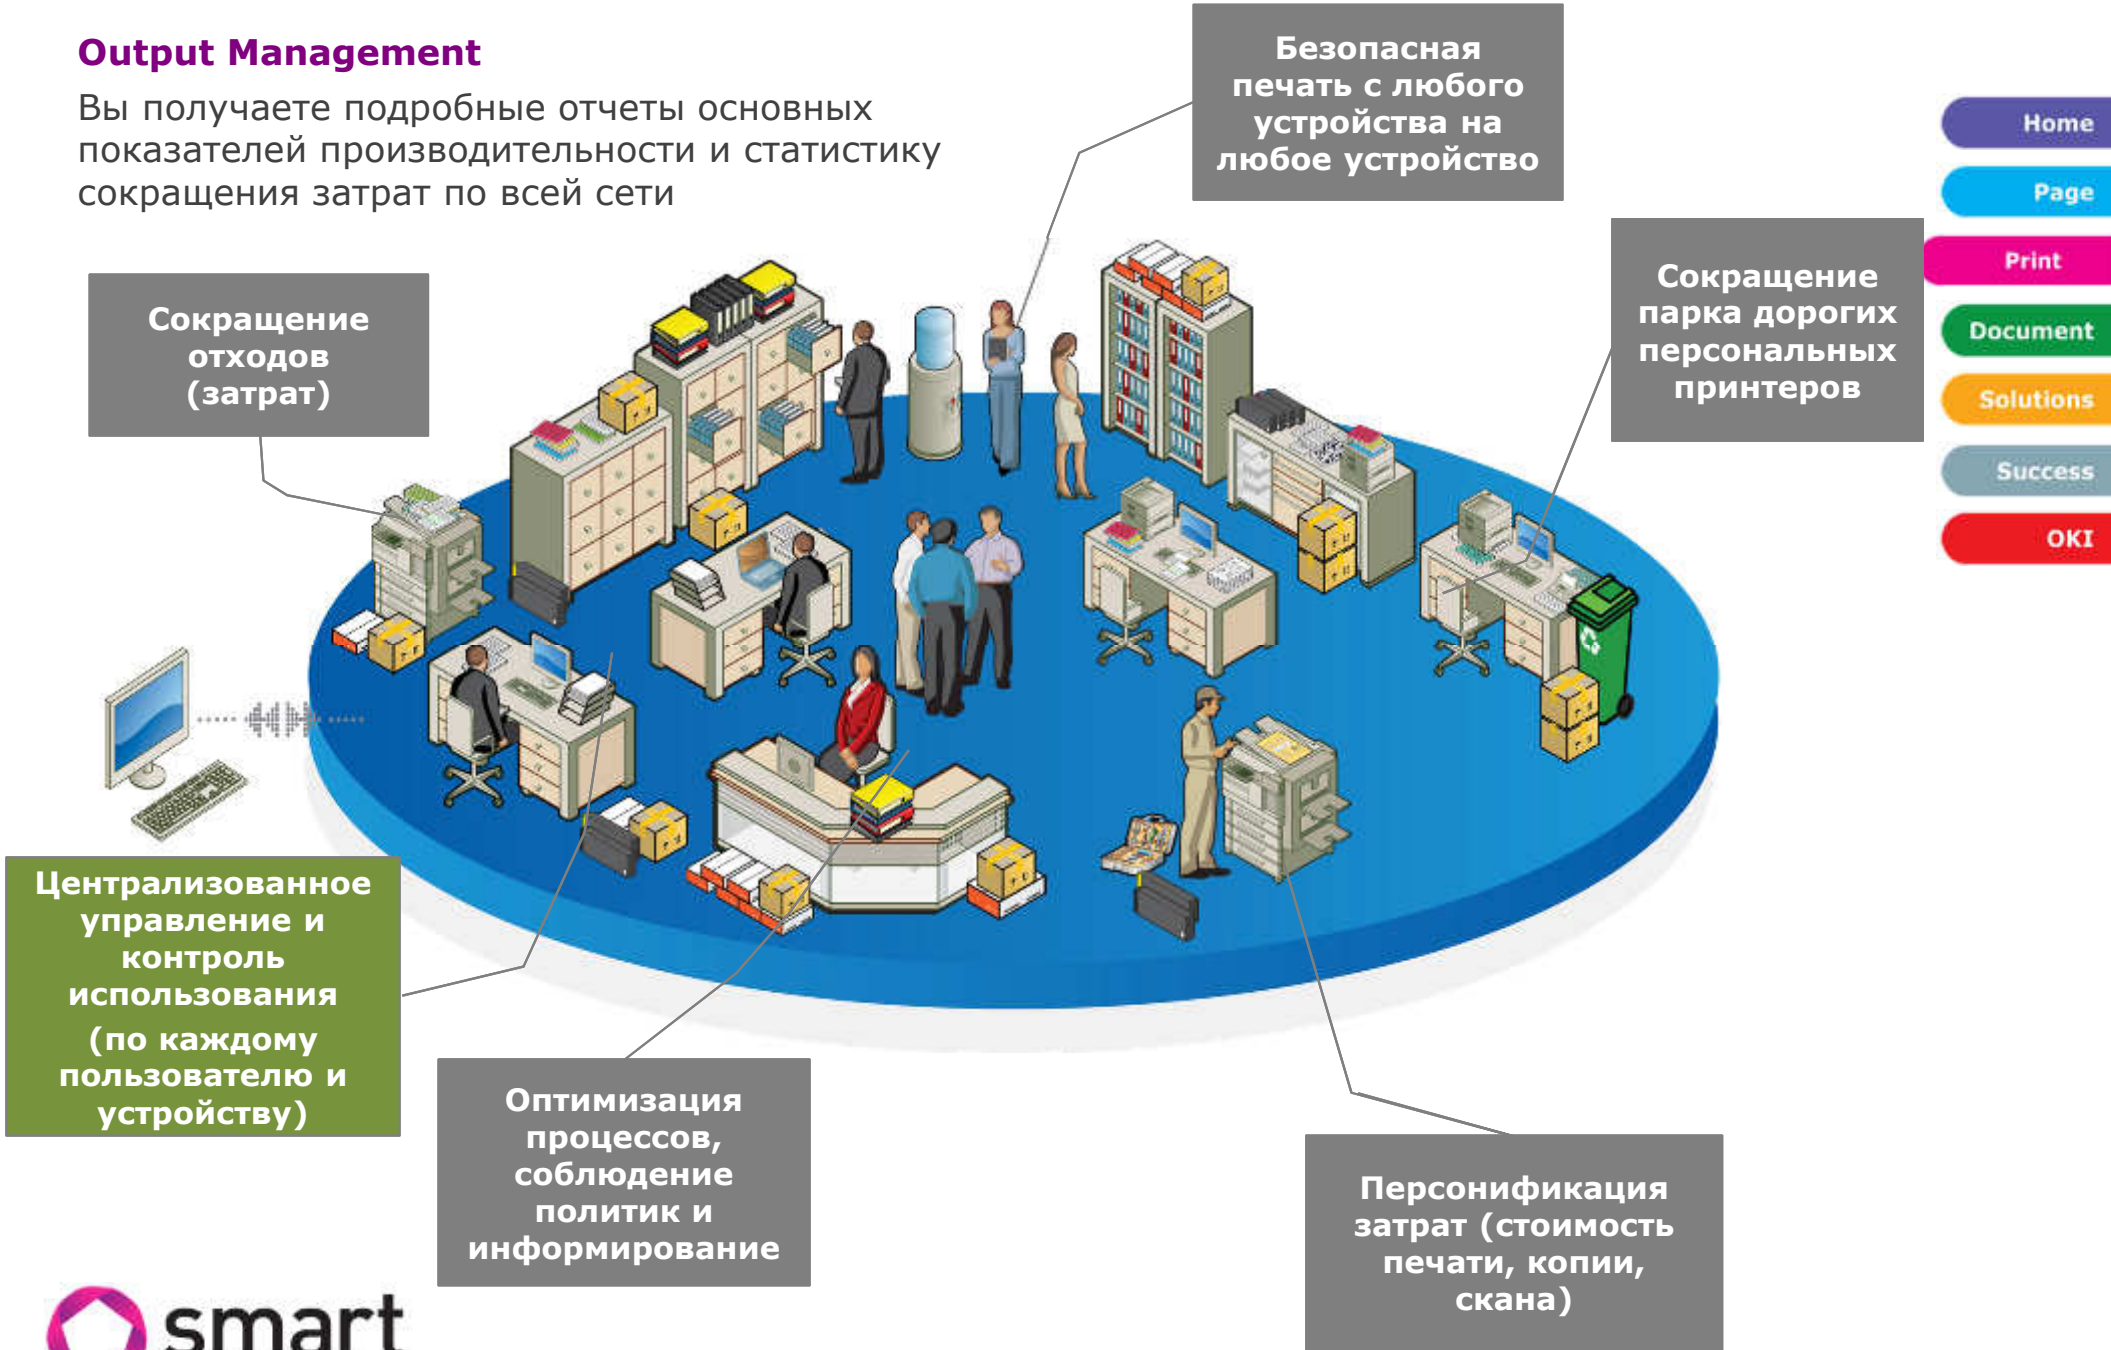 Output Management
Вы получаете подробные отчеты основных
показателей производительности и статистику
сокращения затрат по всей сети
Безопасная
печать с любого
устройства на
любое устройство
Home
Page
Print
Document
Solutions
Success
OKI
Сокращение
парка дорогих
персональных
принтеров
Сокращение
отходов
(затрат)
Централизованное
управление и
контроль
использования
(по каждому
пользователю и
устройству)
Оптимизация
процессов,
соблюдение
политик и
информирование
Персонификация
затрат (стоимость
печати, копии,
скана)
smart